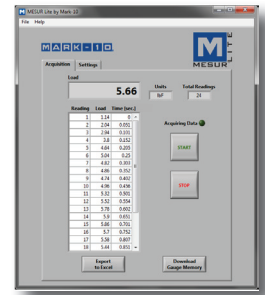 MESUR Lite by Mark-10
File Help
MARK-10
M
MESUR
LITE
Acquisition Settings
Load
5.66
Units
lbF
Total Readings
24
Reading Load Time [sec.]
1 1.14 0
2 2.04 0.051
3 2.94 0.101
4 3.8 0.152
5 4.84 0.203
6 3.04 0.25
7 4.82 0.303
8 4.86 0.352
9 4.74 0.402
10 4.96 0.456
11 5.32 0.501
12 5.52 0.554
13 5.78 0.602
14 5.9 0.651
15 5.86 0.701
16 5.7 0.752
17 5.58 0.807
18 5.44 0.851
Acquiring Data
START
STOP
Export
to Excel
Download
Gauge Memory